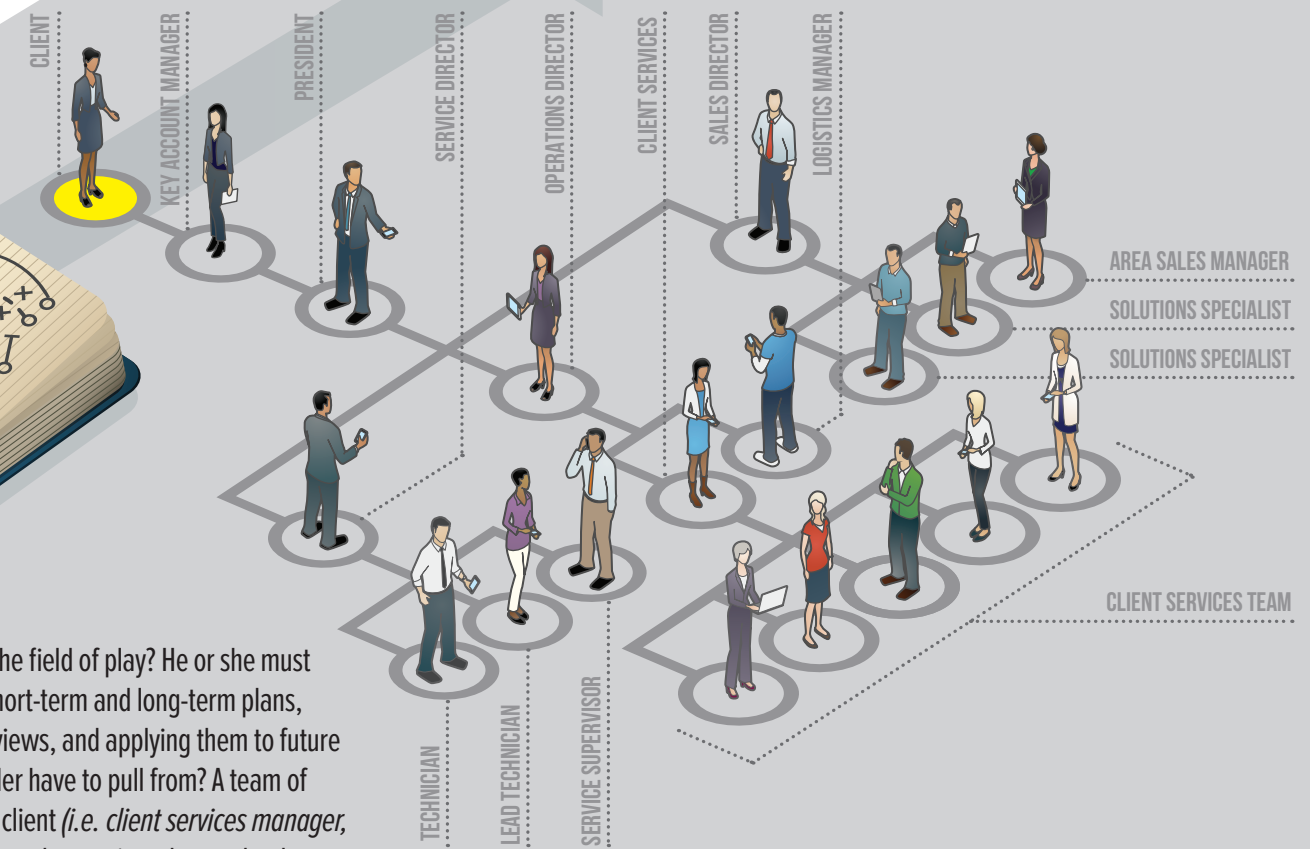 CLIENT
KEY ACCOUNT MANAGER
PRESIDENT
SERVICE DIRECTOR
OPERATIONS DIRECTOR
CLIENT SERVICES
SALES DIRECTOR
LOGISTICS MANAGER
AREA SALES MANAGER
SOLUTIONS SPECIALIST
SOLUTIONS SPECIALIST
CLIENT SERVICES TEAM
TECHNICIAN
LEAD TECHNICIAN
SERVICE SUPERVISOR
he field of play? He or she must
hort-term and long-term plans,
views, and applying them to future
der have to pull from? A team of
client (i.e. client services manager,